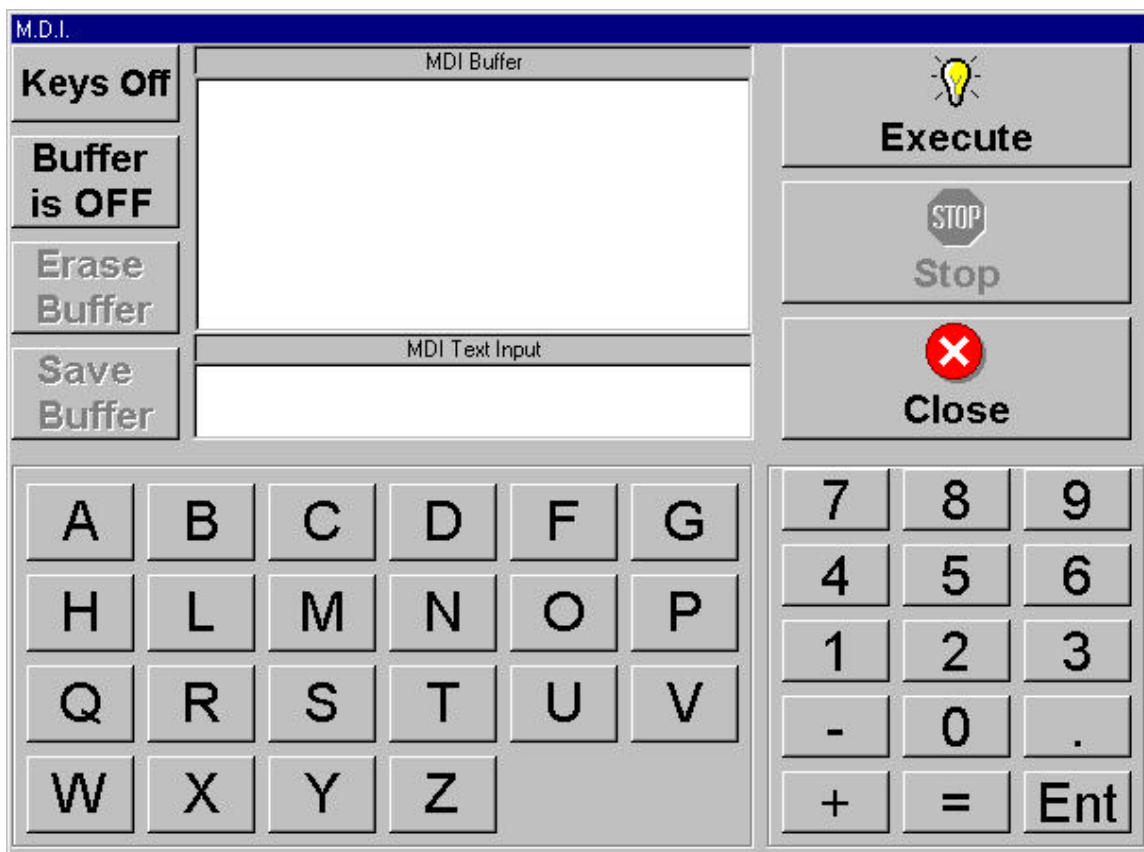 M.D.I.
Keys Off
MDI Buffer
Execute
Buffer
is OFF
STOP
Stop
Erase
Buffer
MDI Text Input
Close
Save
Buffer
A B C D F G
H L M N O P
Q R S T U V
W X Y Z
7 8 9
4 5 6
1 2 3
- 0 .
+ = Ent